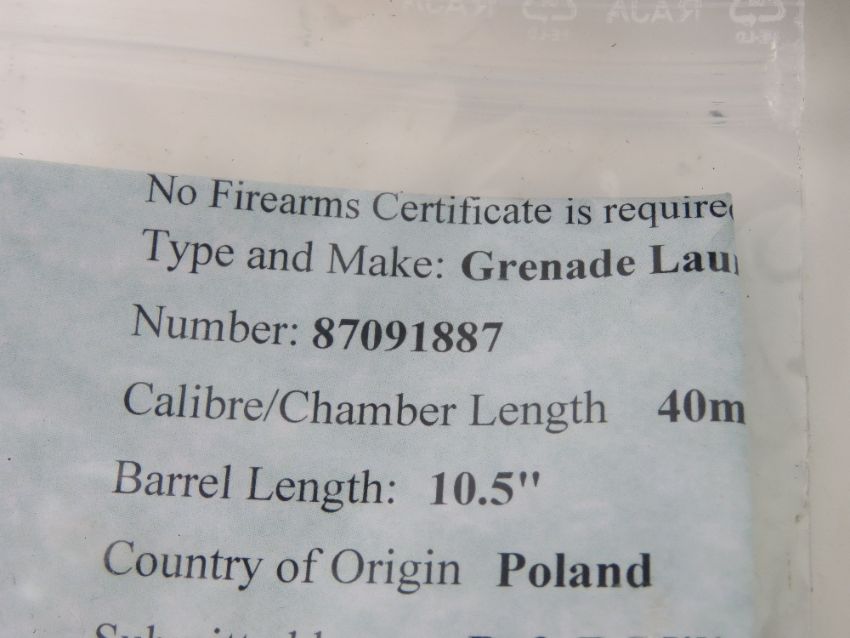 No Firearms Certificate is require
Type and Make: Grenade Lau
Number: 87091887
Calibre/Chamber Length 40m
Barrel Length: 10.5"
Country of Origin Poland